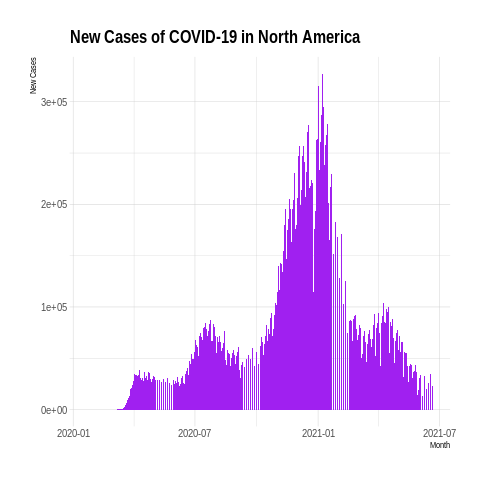 New Cases of COVID-19 in North America
New Cases
3e+05
2e+05
1e+05
0e+00
2020-01 2020-07 2021-01 2021-07
Month